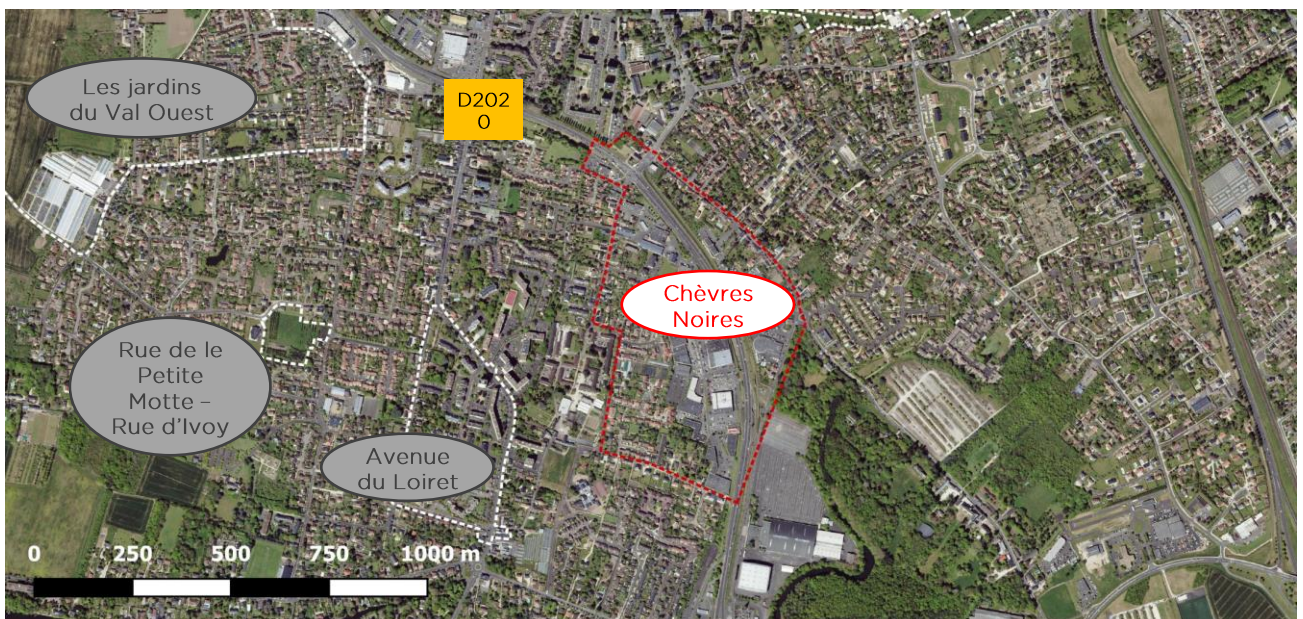 Les jardins
du Val Ouest
D202
0
Chèvres
Noires
Rue de le
Petite
Motte –
Rue d'Ivoy
Avenue
du Loiret
0 250 500 750 1000 m